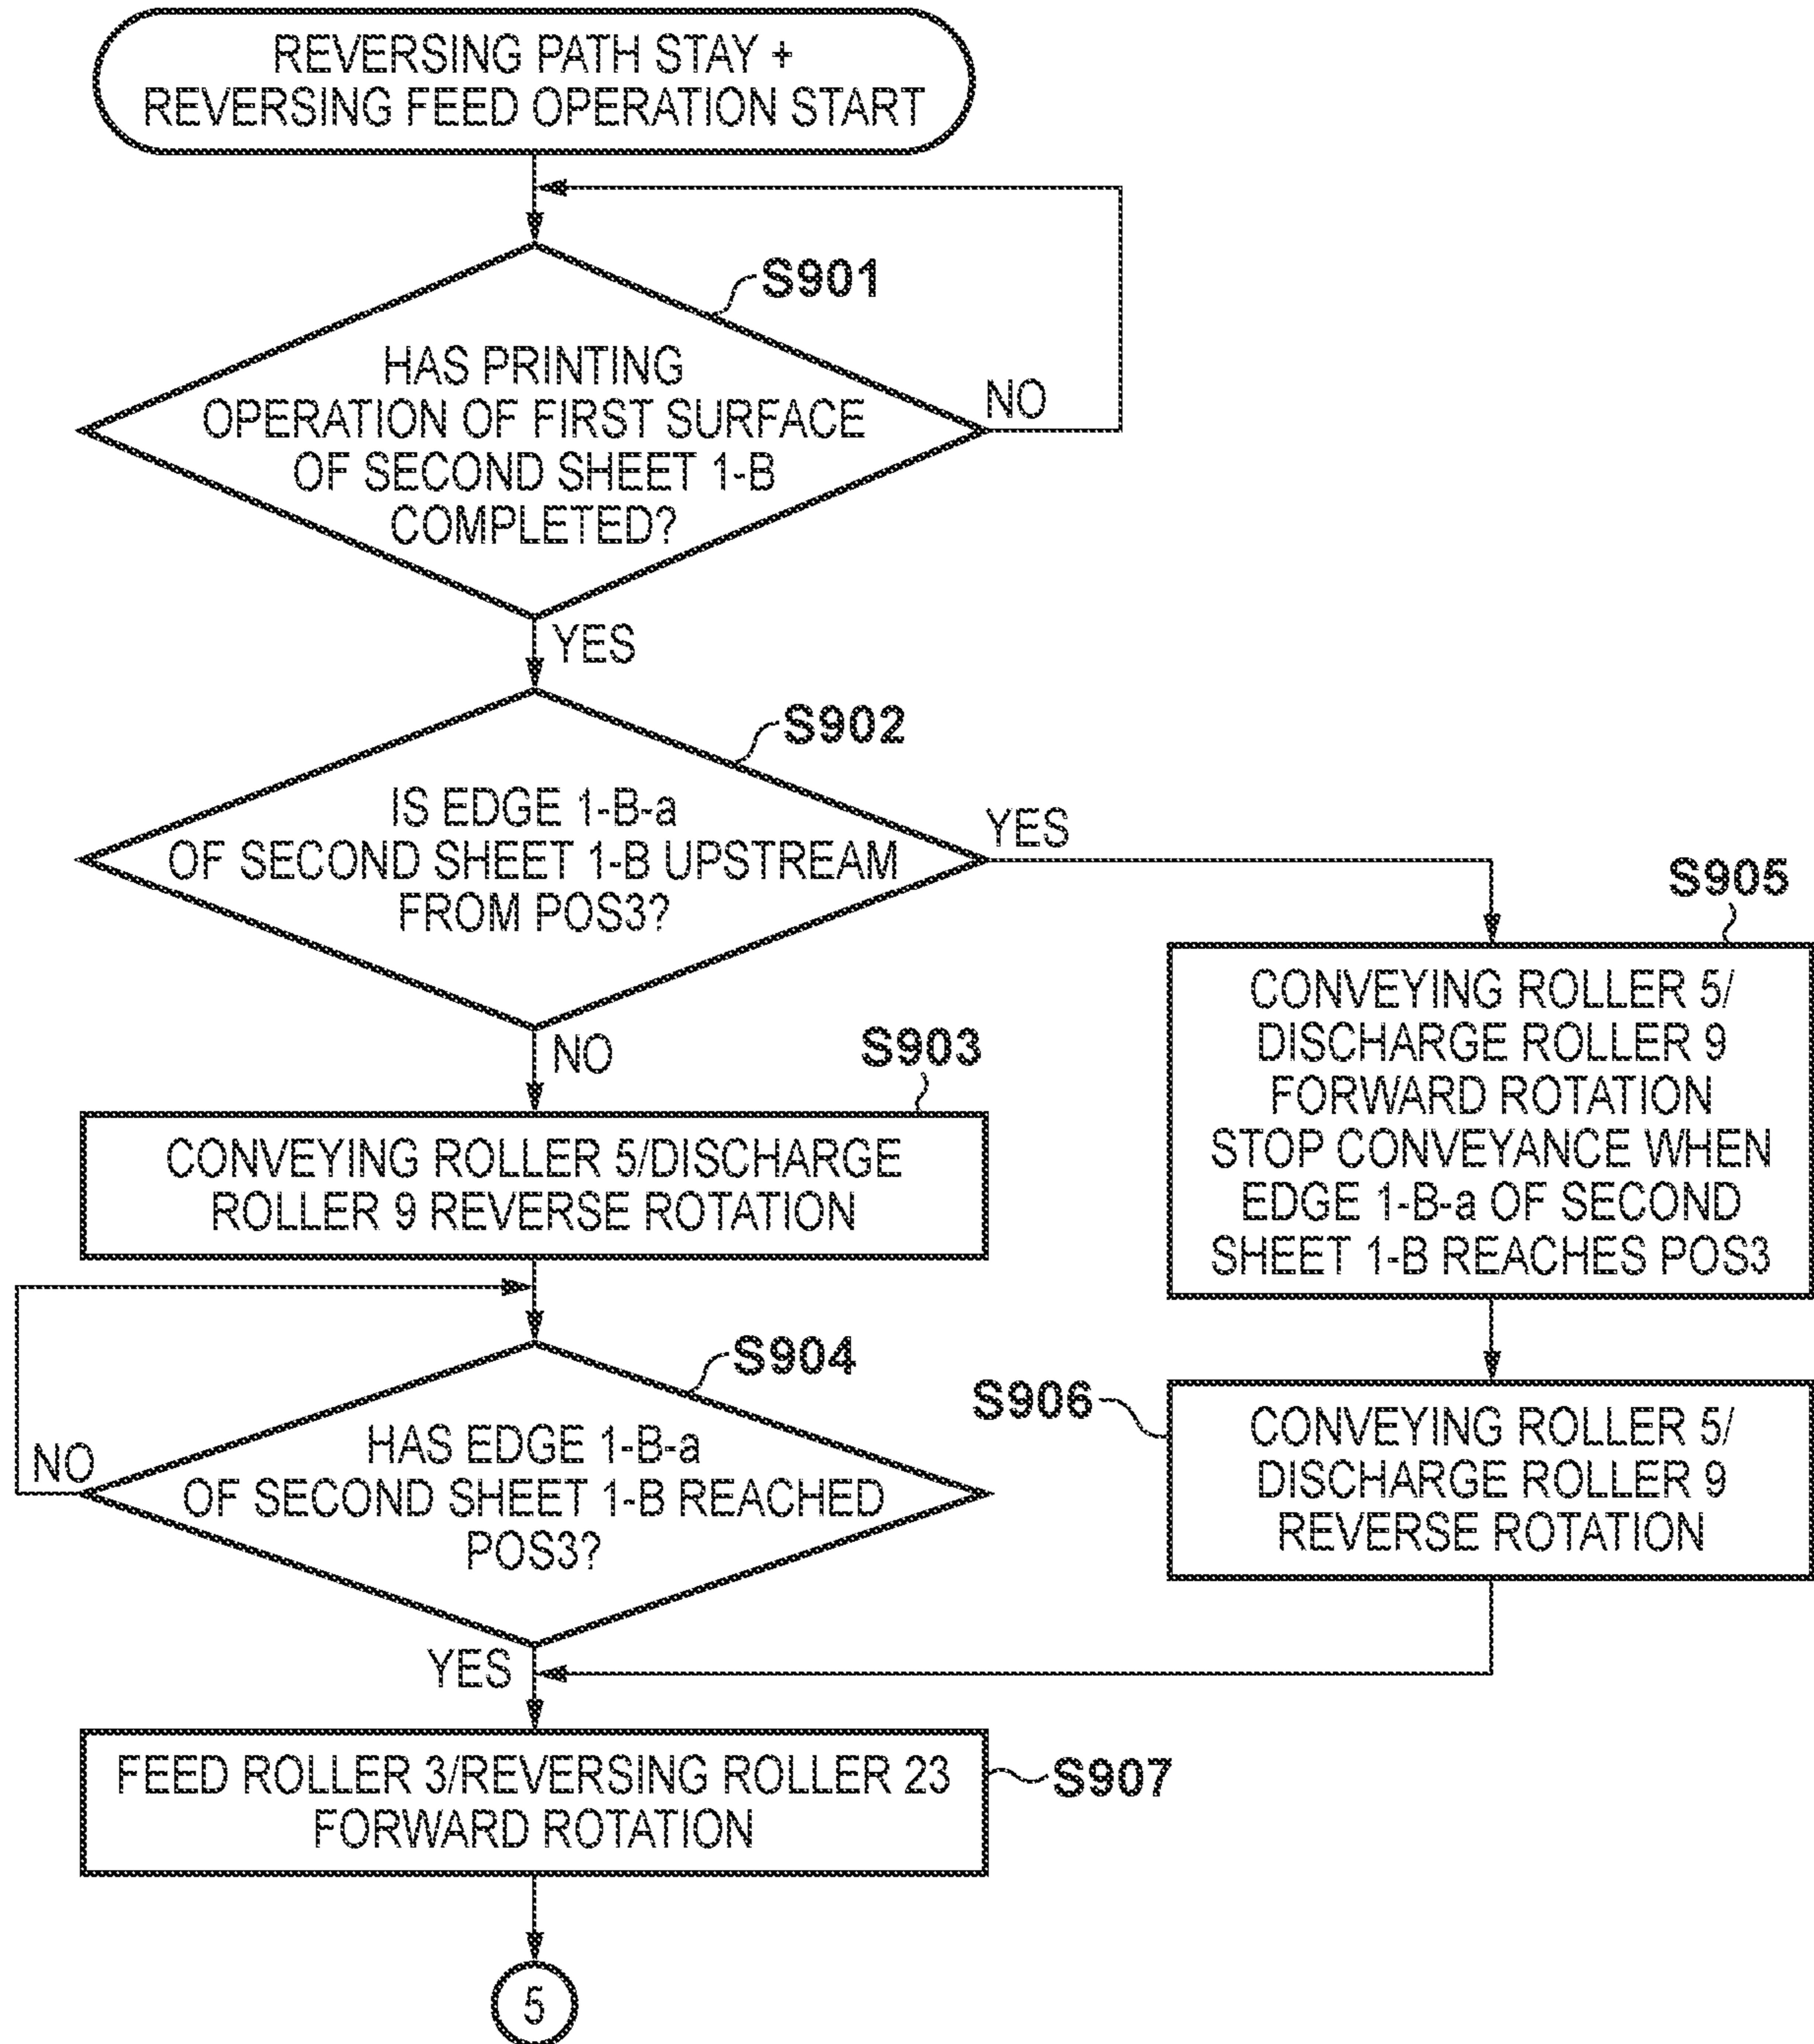 REVERSING PATH STAY +
REVERSING FEED OPERATION START
S901
HAS PRINTING
OPERATION OF FIRST SURFACE
OF SECOND SHEET 1-B
COMPLETED?
NO
YES
S902
IS EDGE 1-B-a
OF SECOND SHEET 1-B UPSTREAM
FROM POS3?
YES
NO
S903
CONVEYING ROLLER 5/DISCHARGE
ROLLER 9 REVERSE ROTATION
S904
HAS EDGE 1-B-a
OF SECOND SHEET 1-B REACHED
POS3?
NO
YES
S905
CONVEYING ROLLER 5/
DISCHARGE ROLLER 9
FORWARD ROTATION
STOP CONVEYANCE WHEN
EDGE 1-B-a OF SECOND
SHEET 1-B REACHES POS3
S906
CONVEYING ROLLER 5/
DISCHARGE ROLLER 9
REVERSE ROTATION
FEED ROLLER 3/REVERSING ROLLER 23
FORWARD ROTATION
S907
5